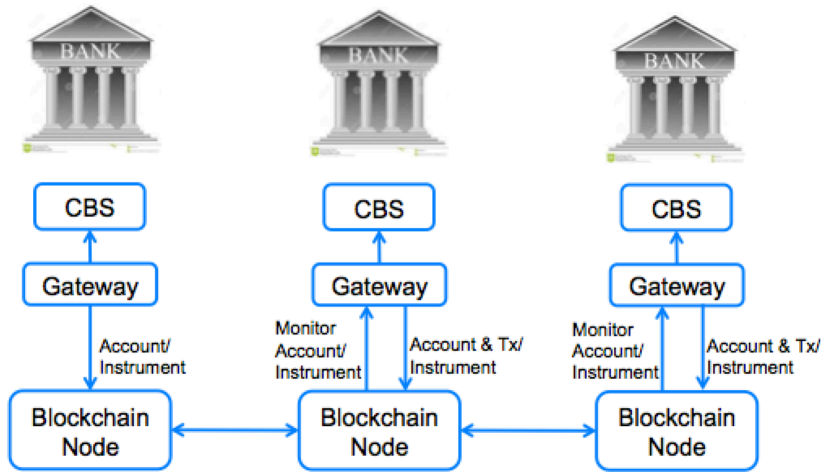 BANK
BANK
BANK
CBS
CBS
CBS
Gateway
Gateway
Gateway
Account/
Instrument
Monitor
Account/
Instrument
Account & Tx/
Instrument
Monitor
Account/
Instrument
Account & Tx/
Instrument
Blockchain
Node
Blockchain
Node
Blockchain
Node